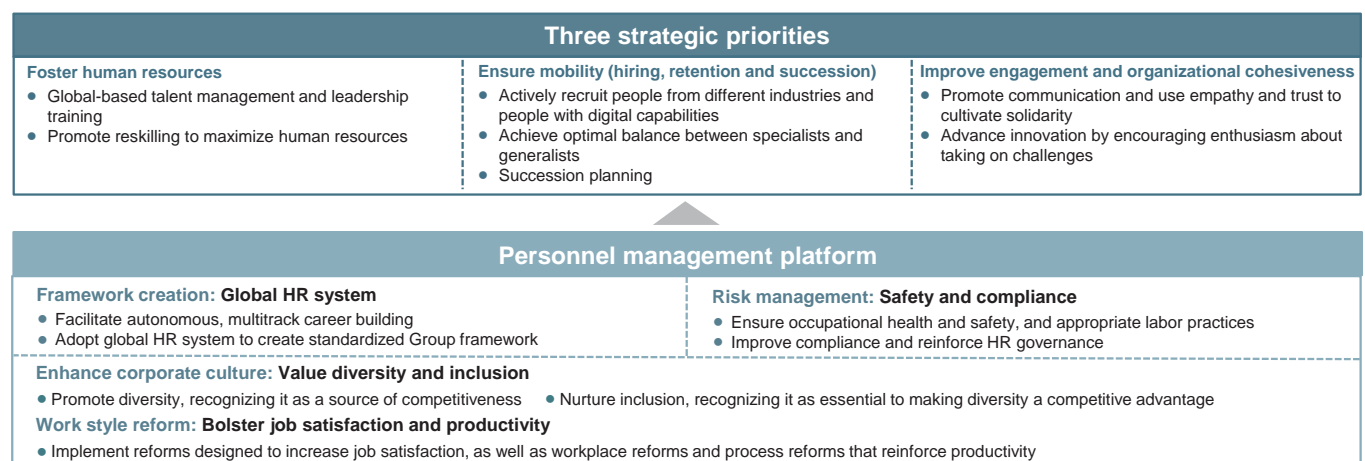 Three strategic priorities
Foster human resources
● Global-based talent management and leadership
training
● Promote reskilling to maximize human resources
Ensure mobility (hiring, retention and succession)
● Actively recruit people from different industries and
people with digital capabilities
● Achieve optimal balance between specialists and
generalists
● Succession planning
Improve engagement and organizational cohesiveness
● Promote communication and use empathy and trust to
cultivate solidarity
● Advance innovation by encouraging enthusiasm about
taking on challenges
Personnel management platform
Framework creation: Global HR system
● Facilitate autonomous, multitrack career building
● Adopt global HR system to create standardized Group framework
Risk management: Safety and compliance
● Ensure occupational health and safety, and appropriate labor practices
● Improve compliance and reinforce HR governance
Enhance corporate culture: Value diversity and inclusion
● Promote diversity, recognizing it as a source of competitiveness ● Nurture inclusion, recognizing it as essential to making diversity a competitive advantage
Work style reform: Bolster job satisfaction and productivity
● Implement reforms designed to increase job satisfaction, as well as workplace reforms and process reforms that reinforce productivity